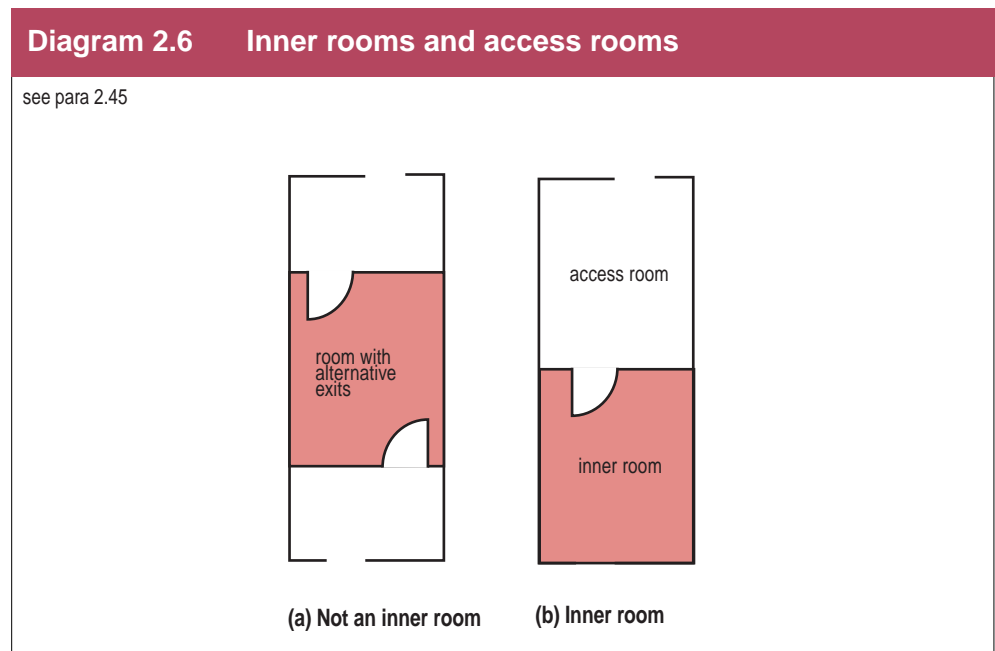 Diagram 2.6 Inner rooms and access rooms
see para 2.45
room with
alternative
exits
access room
inner room
(a) Not an inner room
(b) Inner room